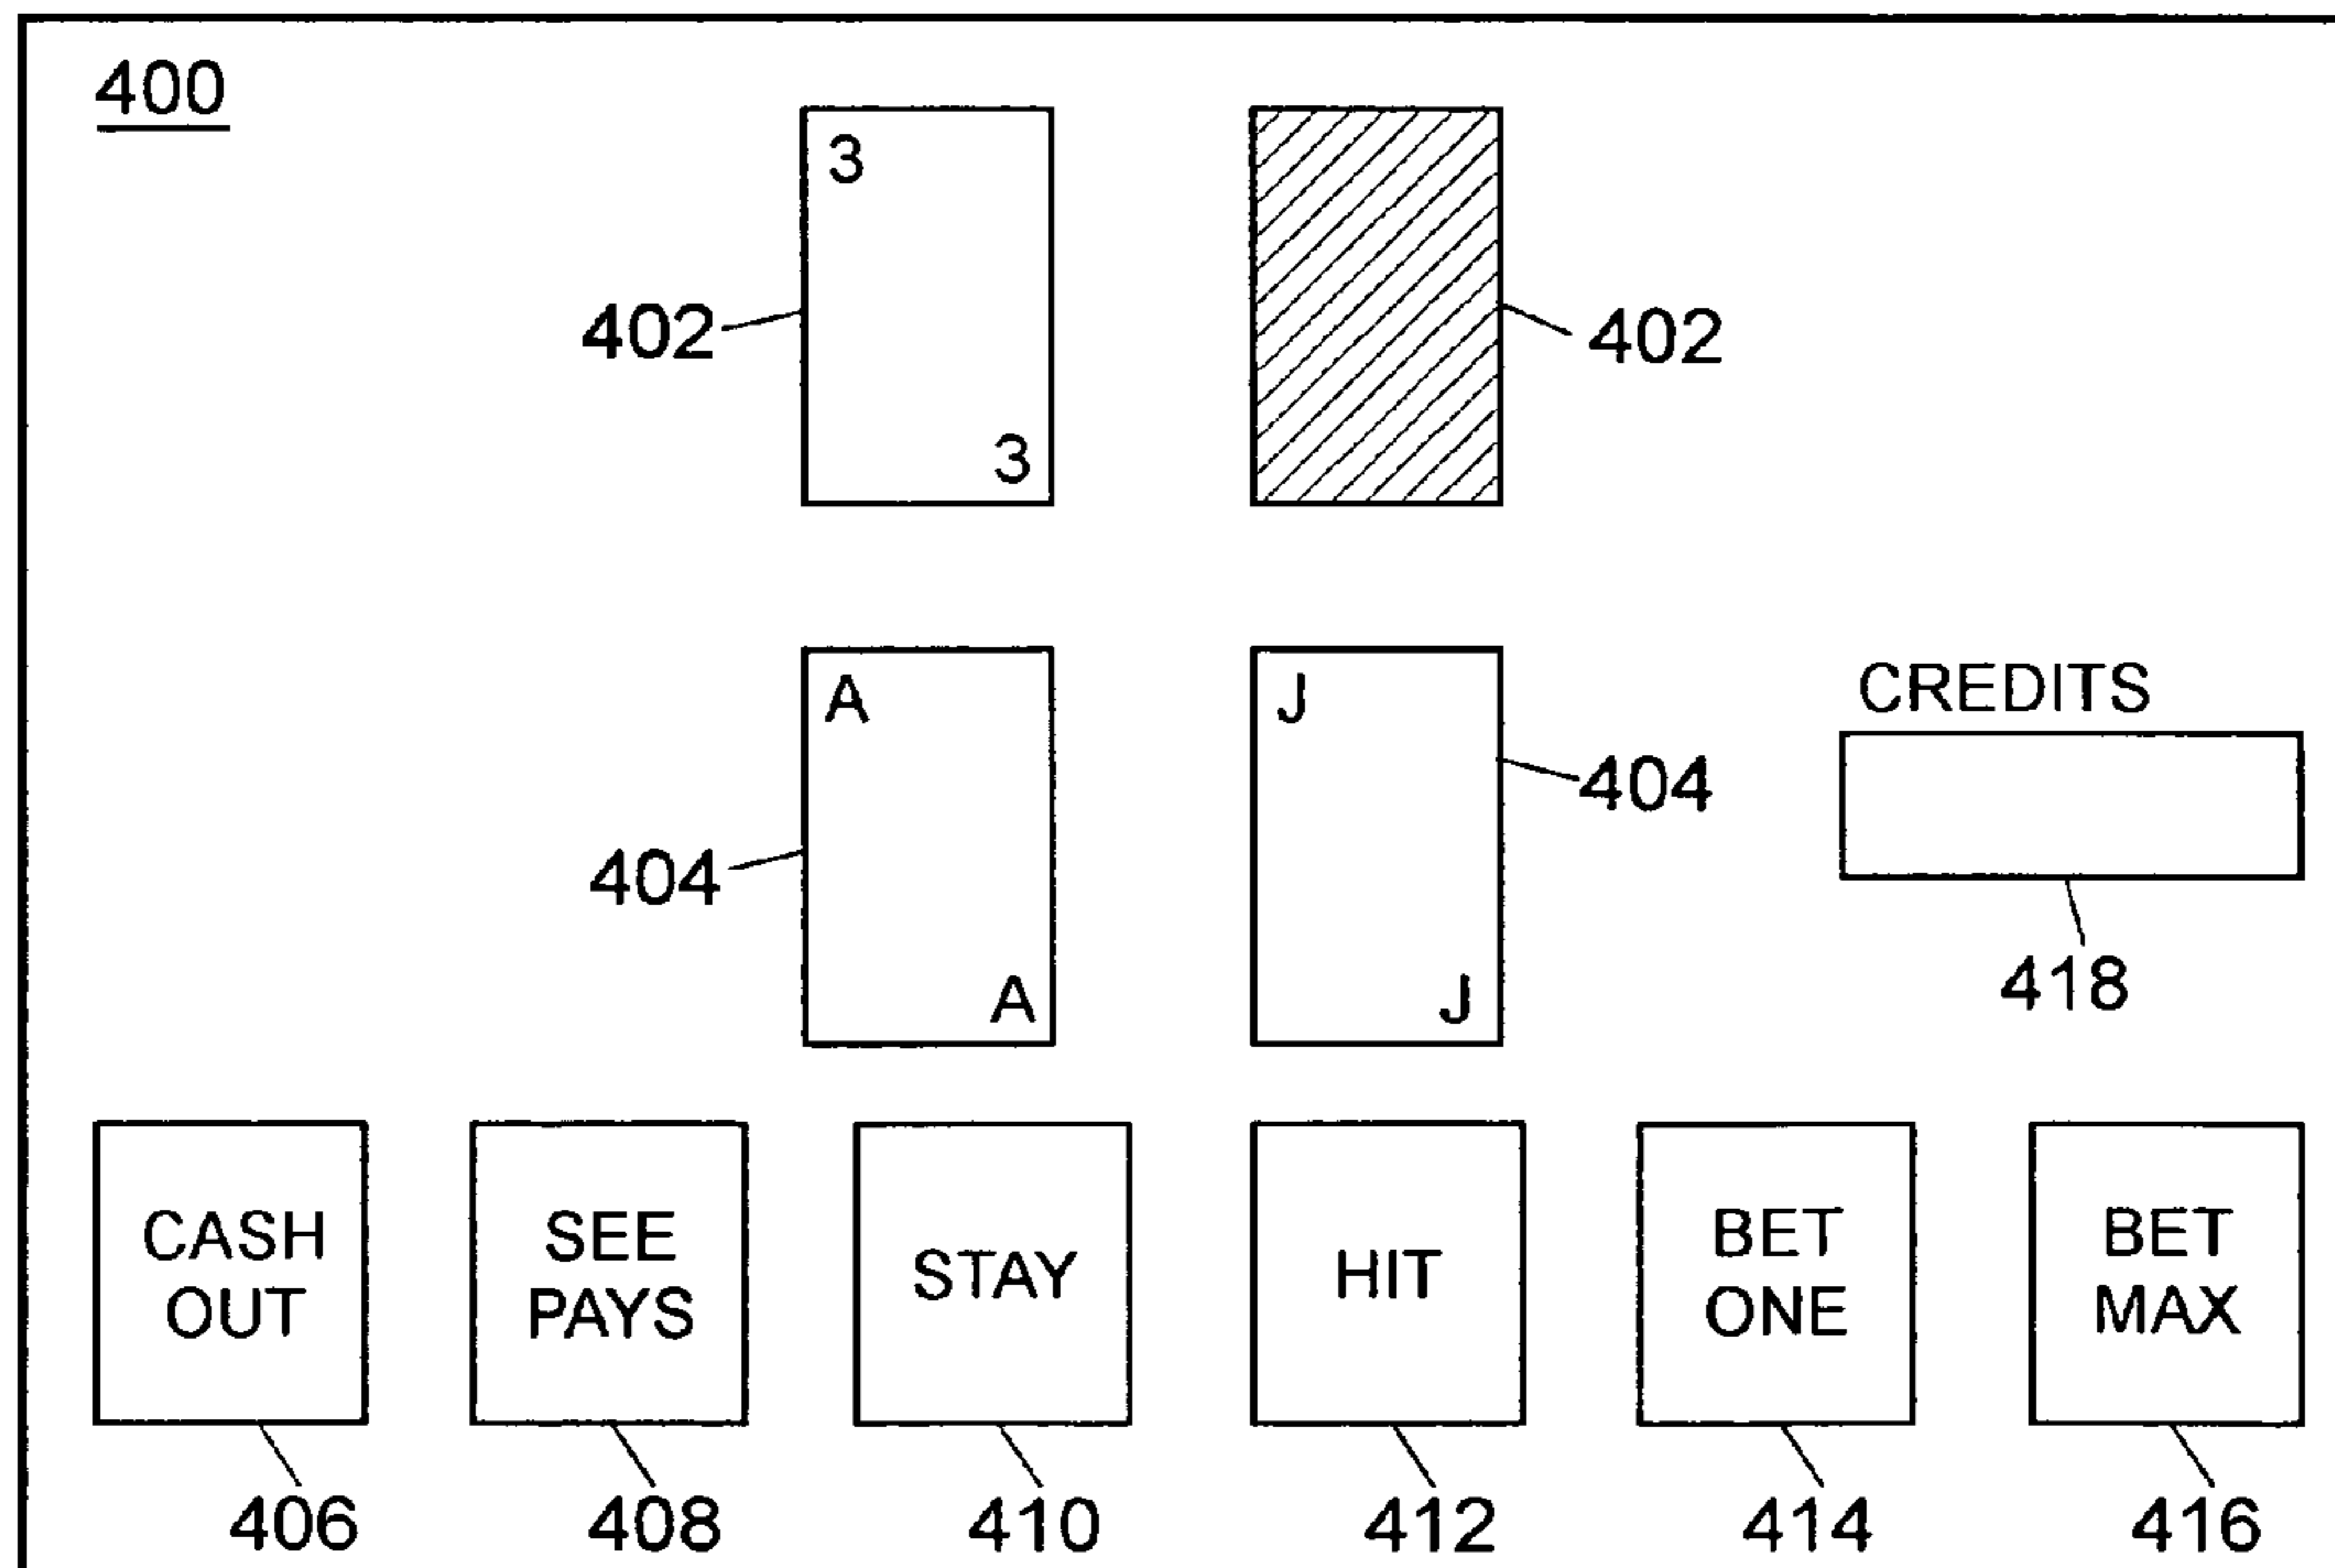 400
3
402
402
3
A
J
CREDITS
404
404
A
J
418
CASH
OUT
SEE
PAYS
STAY
HIT
BET
ONE
BET
MAX
406
408
410
412
414
416